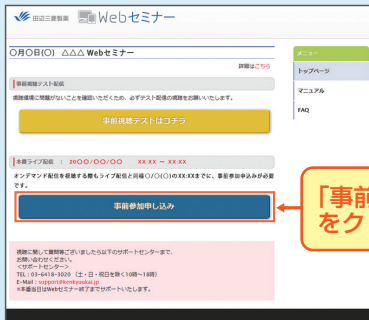 田辺三菱製薬 Webセミナー
〇月〇日(〇) △△△ Webセミナー
詳細はこちら
事前視聴テスト配信
視聴環境に問題がないことを確認いただくため、必ずテスト配信の視聴をお願いいたします。
事前視聴テストはコチラ
本番ライブ配信 : 20〇〇/〇〇/〇〇 XX:XX ～ XX:XX
オンデマンド配信を視聴する際もライブ配信と同様〇/〇(〇)のXX:XXまでに、事前参加申込みが必要
です。
事前参加申し込み
視聴に関して質問等ございましたら以下のサポートセンターまで、
お問い合わせください。
<サポートセンター>
TEL : 03-6418-3020 (土・日・祝日を除く10時～18時)
E-Mail : support@kenkyuukai.jp
※本番当日はWebセミナー終了までサポートいたします。
メニュー
トップページ
マニュアル
FAQ
「事前
をク